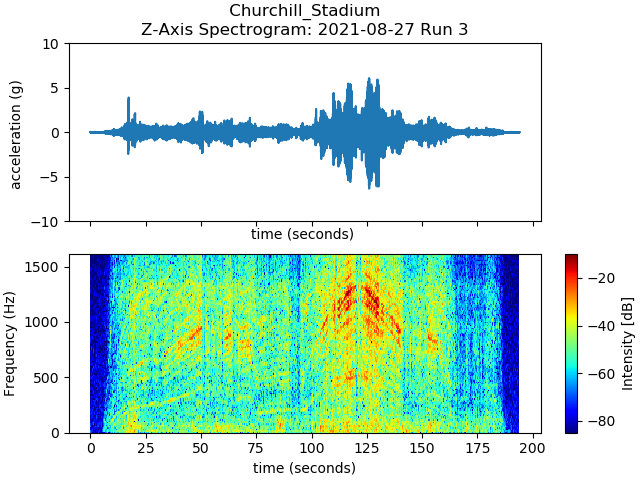 Churchill_Stadium
Z-Axis Spectrogram: 2021-08-27 Run 3
10
5
0
−5
−10
acceleration (g)
time (seconds)
1500
1000
500
0
Frequency (Hz)
0 25 50 75 100 125 150 175 200
time (seconds)
−20
−40
−60
−80
Intensity [dB]